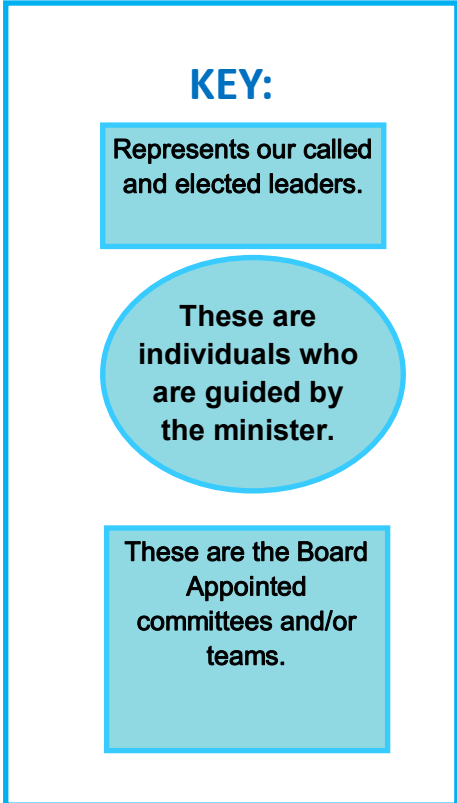 KEY:
Represents our called
and elected leaders.
These are
individuals who
are guided by
the minister.
These are the Board
Appointed
committees and/or
teams.